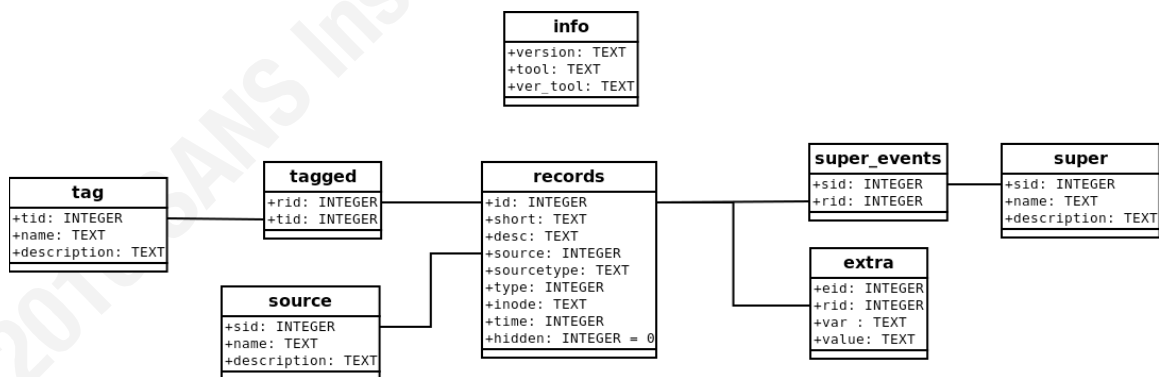 info
+version: TEXT
+tool: TEXT
+ver_tool: TEXT
tag
+tid: INTEGER
+name: TEXT
+description: TEXT
tagged
+rid: INTEGER
+tid: INTEGER
source
+sid: INTEGER
+name: TEXT
+description: TEXT
records
+id: INTEGER
+short: TEXT
+desc: TEXT
+source: INTEGER
+sourcetype: TEXT
+type: INTEGER
+inode: TEXT
+time: INTEGER
+hidden: INTEGER = 0
super_events
+sid: INTEGER
+rid: INTEGER
super
+sid: INTEGER
+name: TEXT
+description: TEXT
extra
+eid: INTEGER
+rid: INTEGER
+var : TEXT
+value: TEXT
SANS Ins